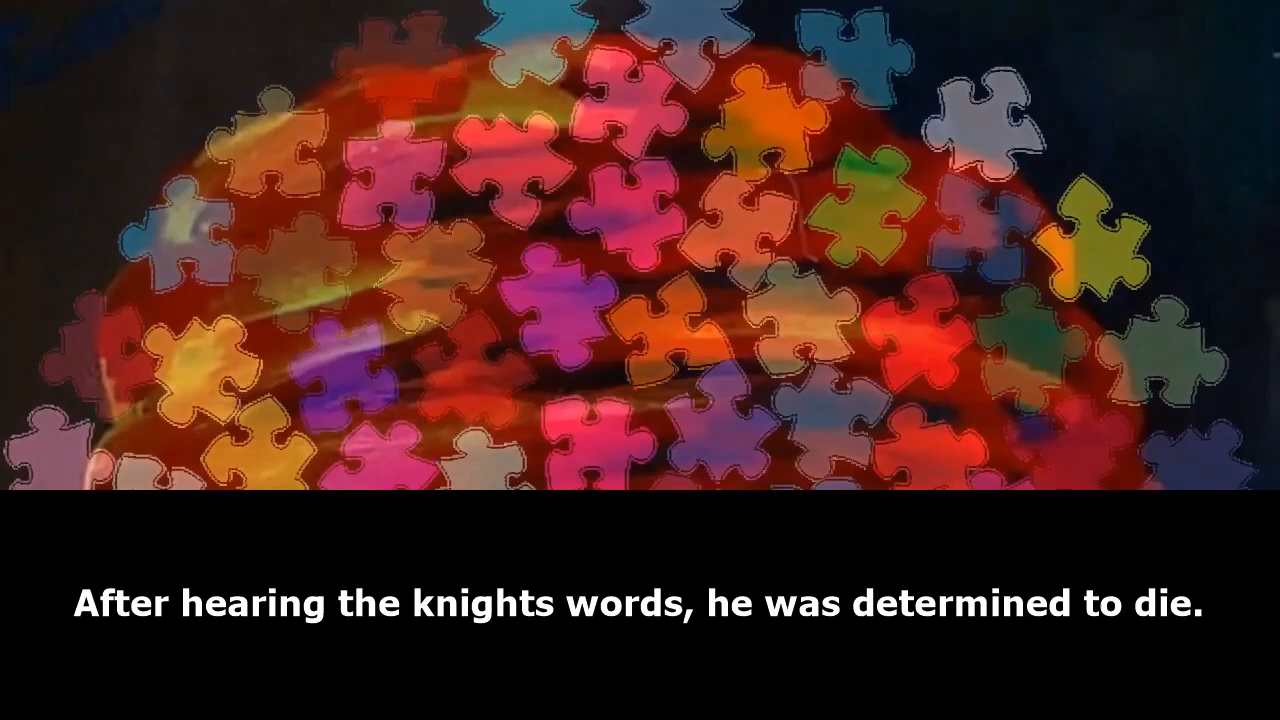 After hearing the knights words, he was determined to die.